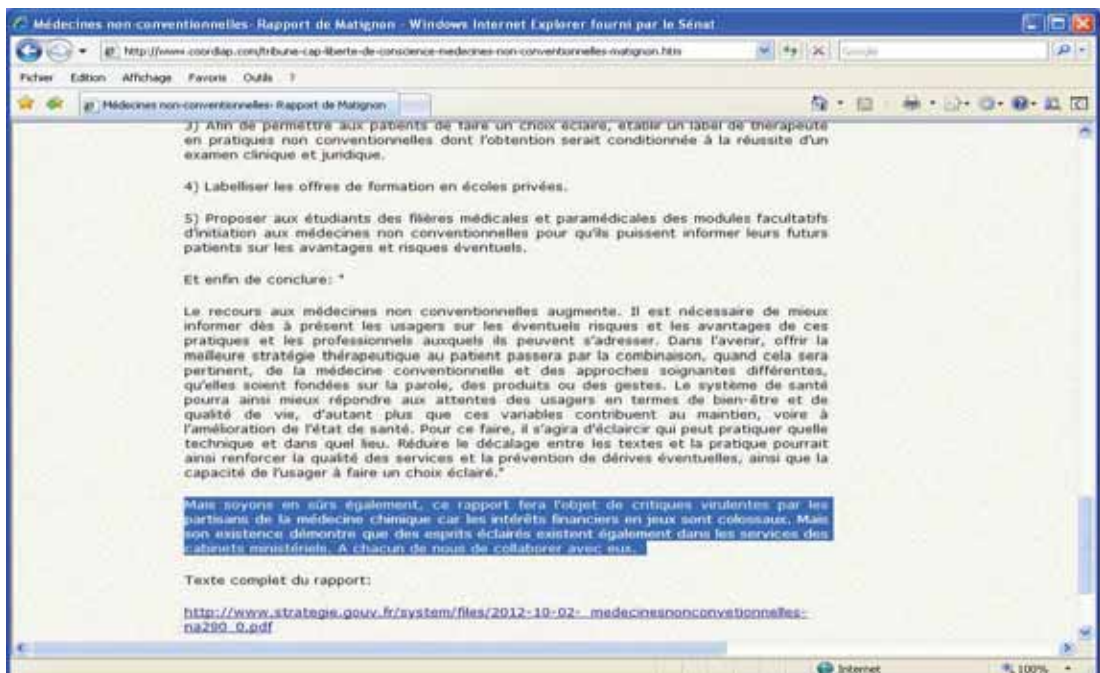 Médecines non-conventionnelles- Rapport de Matignon - Windows Internet Explorer fourni par le Sénat
http://www.coordiap.com/tribune-cap-liberte-de-conscience-medecines-non-conventionnelles-matignon.htm
Google
Fichier Edition Affichage Favoris Outils ?
Médecines non-conventionnelles- Rapport de Matignon
3) Afin de permettre aux patients de faire un choix éclairé, établir un label de thérapeute
en pratiques non conventionnelles dont l'obtention serait conditionnée à la réussite d'un
examen clinique et juridique.
4) Labelliser les offres de formation en écoles privées.
5) Proposer aux étudiants des filières médicales et paramédicales des modules facultatifs
d'initiation aux médecines non conventionnelles pour qu'ils puissent informer leurs futurs
patients sur les avantages et risques éventuels.
Et enfin de conclure: "
Le recours aux médecines non conventionnelles augmente. Il est nécessaire de mieux
informer dès à présent les usagers sur les éventuels risques et les avantages de ces
pratiques et les professionnels auxquels ils peuvent s'adresser. Dans l'avenir, offrir la
meilleure stratégie thérapeutique au patient passera par la combinaison, quand cela sera
pertinent, de la médecine conventionnelle et des approches soignantes différentes,
qu'elles soient fondées sur la parole, des produits ou des gestes. Le système de santé
pourra ainsi mieux répondre aux attentes des usagers en termes de bien-être et de
qualité de vie, d'autant plus que ces variables contribuent au maintien, voire à
l'amélioration de l'état de santé. Pour ce faire, il s'agira d'éclaircir qui peut pratiquer quelle
technique et dans quel lieu. Réduire le décalage entre les textes et la pratique pourrait
ainsi renforcer la qualité des services et la prévention de dérives éventuelles, ainsi que la
capacité de l'usager à faire un choix éclairé."
Mais soyons en sûrs également, ce rapport fera l'objet de critiques virulentes par les
partisans de la médecine chimique car les intérêts financiers en jeux sont colossaux. Mais
son existence démontre que des esprits éclairés existent également dans les services des
cabinets ministériels. A chacun de nous de collaborer avec eux.
Texte complet du rapport:
http://www.strategie.gouv.fr/system/files/2012-10-02-_medecinesnonconvetionnelles-
na290_0.pdf
Internet
100%